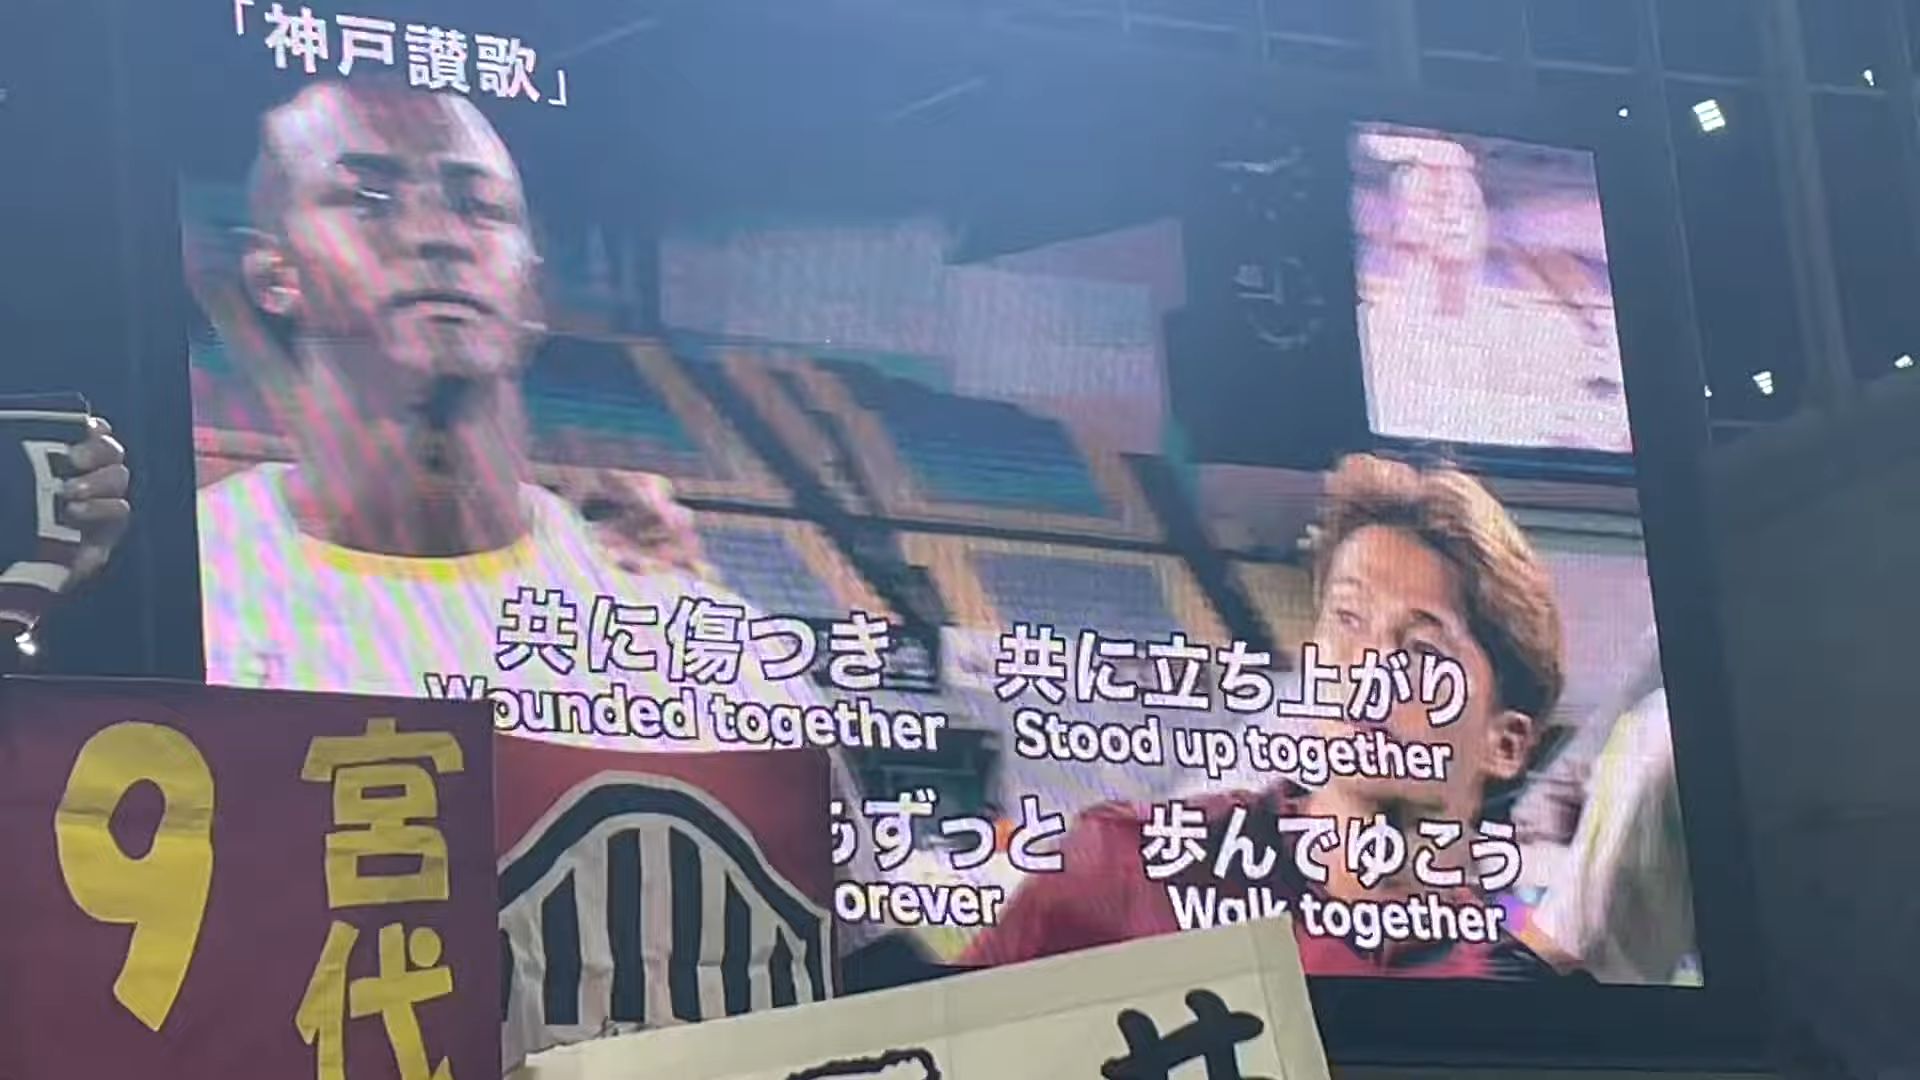 「神戸讃歌」
共に傷つき 共に立ち上がり
Wounded together Stood up together
ずっと 歩んでゆこう
orever Walk together
9 宮代